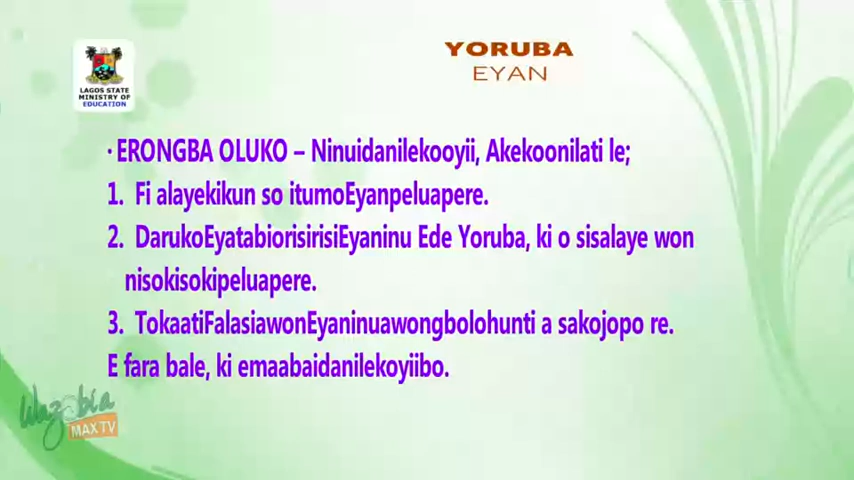 LAGOS STATE
MINISTRY OF
EDUCATION
YORUBA
EYAN
· ERONGBA OLUKO – Ninuidanilekooyii, Akekoonilati le;
1. Fi alayekikun so itumoEyanpeluapere.
2. DarukoEyatabiorisirisiEyaninu Ede Yoruba, ki o sisalaye won
nisokisokipeluapere.
3. TokaatiFalasiawonEyaninuawongbolohunti a sakojopo re.
E fara bale, ki emaabaidanilekoyiibo.
Wazobia
MAX TV